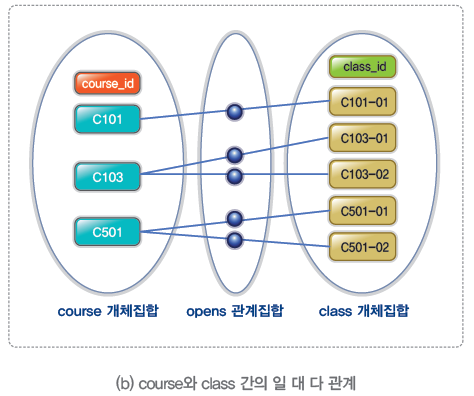 course_id
class_id
C101
C103
C501
C101-01
C103-01
C103-02
C501-01
C501-02
course 개체집합
opens 관계집합
class 개체집합
(b) course와 class 간의 일 대 다 관계